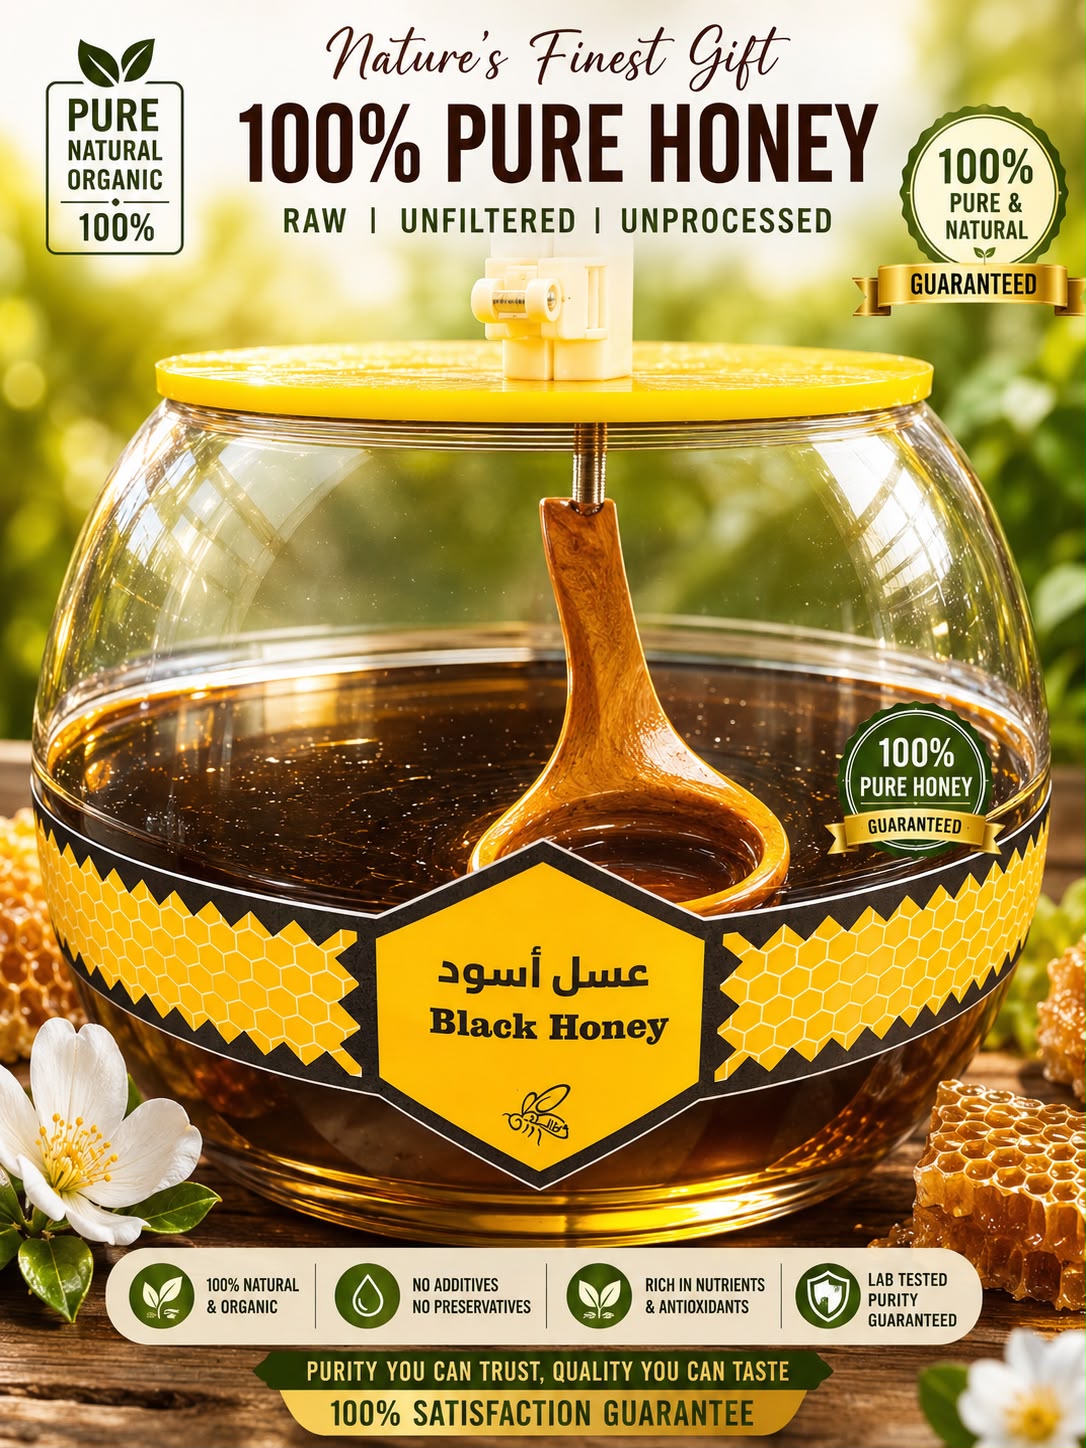 Nature's Finest Gift
100% PURE HONEY
RAW | UNFILTERED | UNPROCESSED
PURE
NATURAL
ORGANIC
100%
100%
PURE &
NATURAL
GUARANTEED
100%
PURE HONEY
GUARANTEED
عسل أسود
Black Honey
100% NATURAL
& ORGANIC
NO ADDITIVES
NO PRESERVATIVES
RICH IN NUTRIENTS
& ANTIOXIDANTS
LAB TESTED
PURITY
GUARANTEED
PURITY YOU CAN TRUST, QUALITY YOU CAN TASTE
100% SATISFACTION GUARANTEE